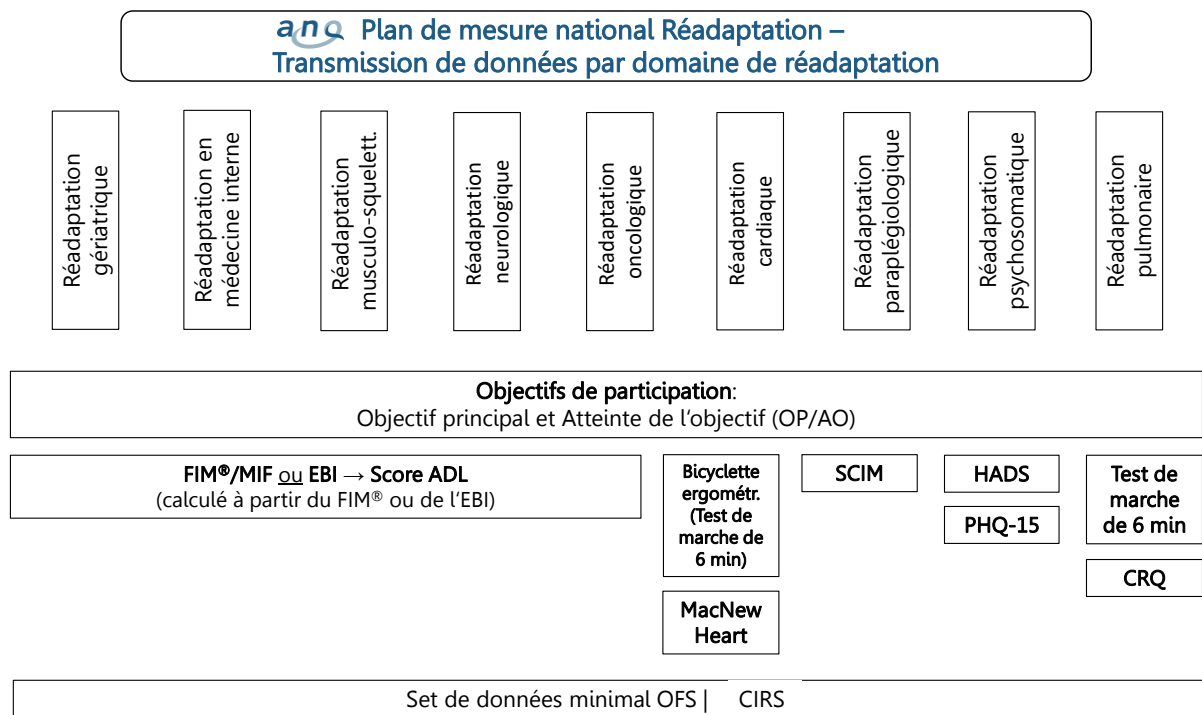 anq Plan de mesure national Réadaptation –
Transmission de données par domaine de réadaptation
Réadaptation
gériatrique
Réadaptation en
médecine interne
Réadaptation
musculo-squelett.
Réadaptation
neurologique
Réadaptation
oncologique
Réadaptation
cardiaque
Réadaptation
paraplégiologique
Réadaptation
psychosomatique
Réadaptation
pulmonaire
Objectifs de participation:
Objectif principal et Atteinte de l'objectif (OP/AO)
FIM®/MIF ou EBI → Score ADL
(calculé à partir du FIM® ou de l'EBI)
Bicyclette
ergométr.
(Test de
marche de
6 min)
MacNew
Heart
SCIM
HADS
PHQ-15
Test de
marche
de 6 min
CRQ
Set de données minimal OFS | CIRS